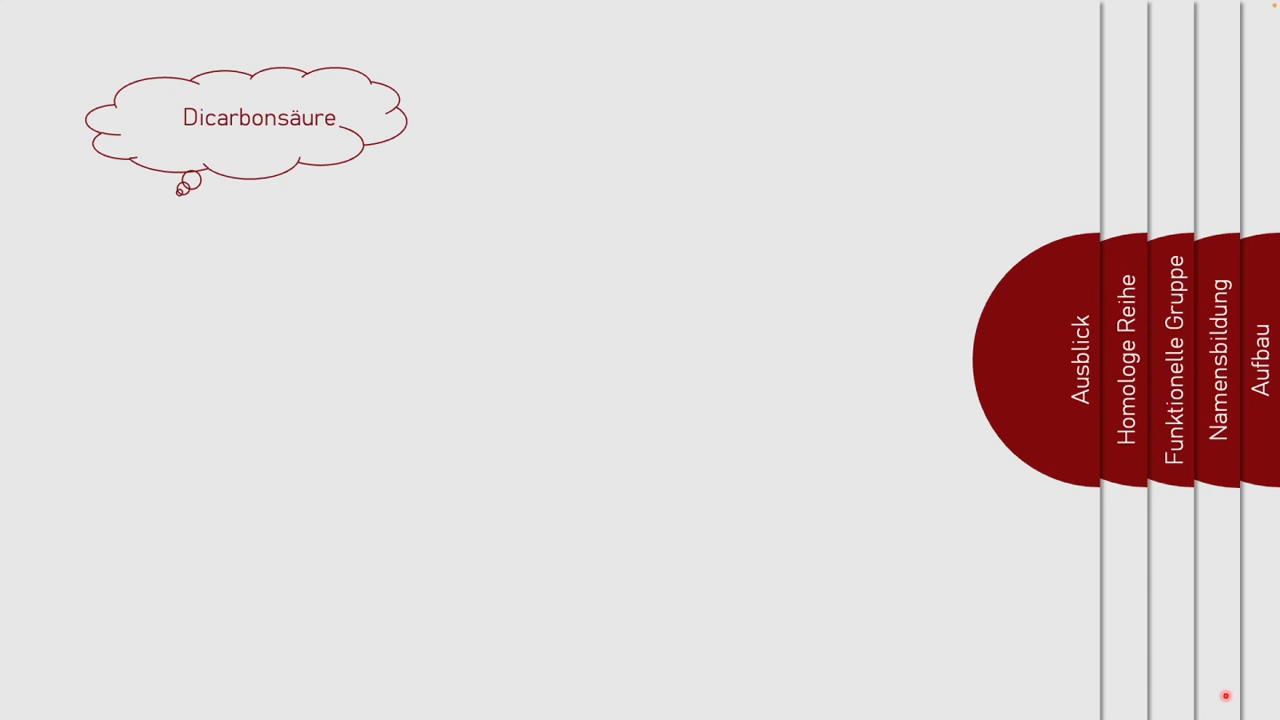 Dicarbonsäure
Ausblick
Homologe Reihe
Funktionelle Gruppe
Namensbildung
Aufbau